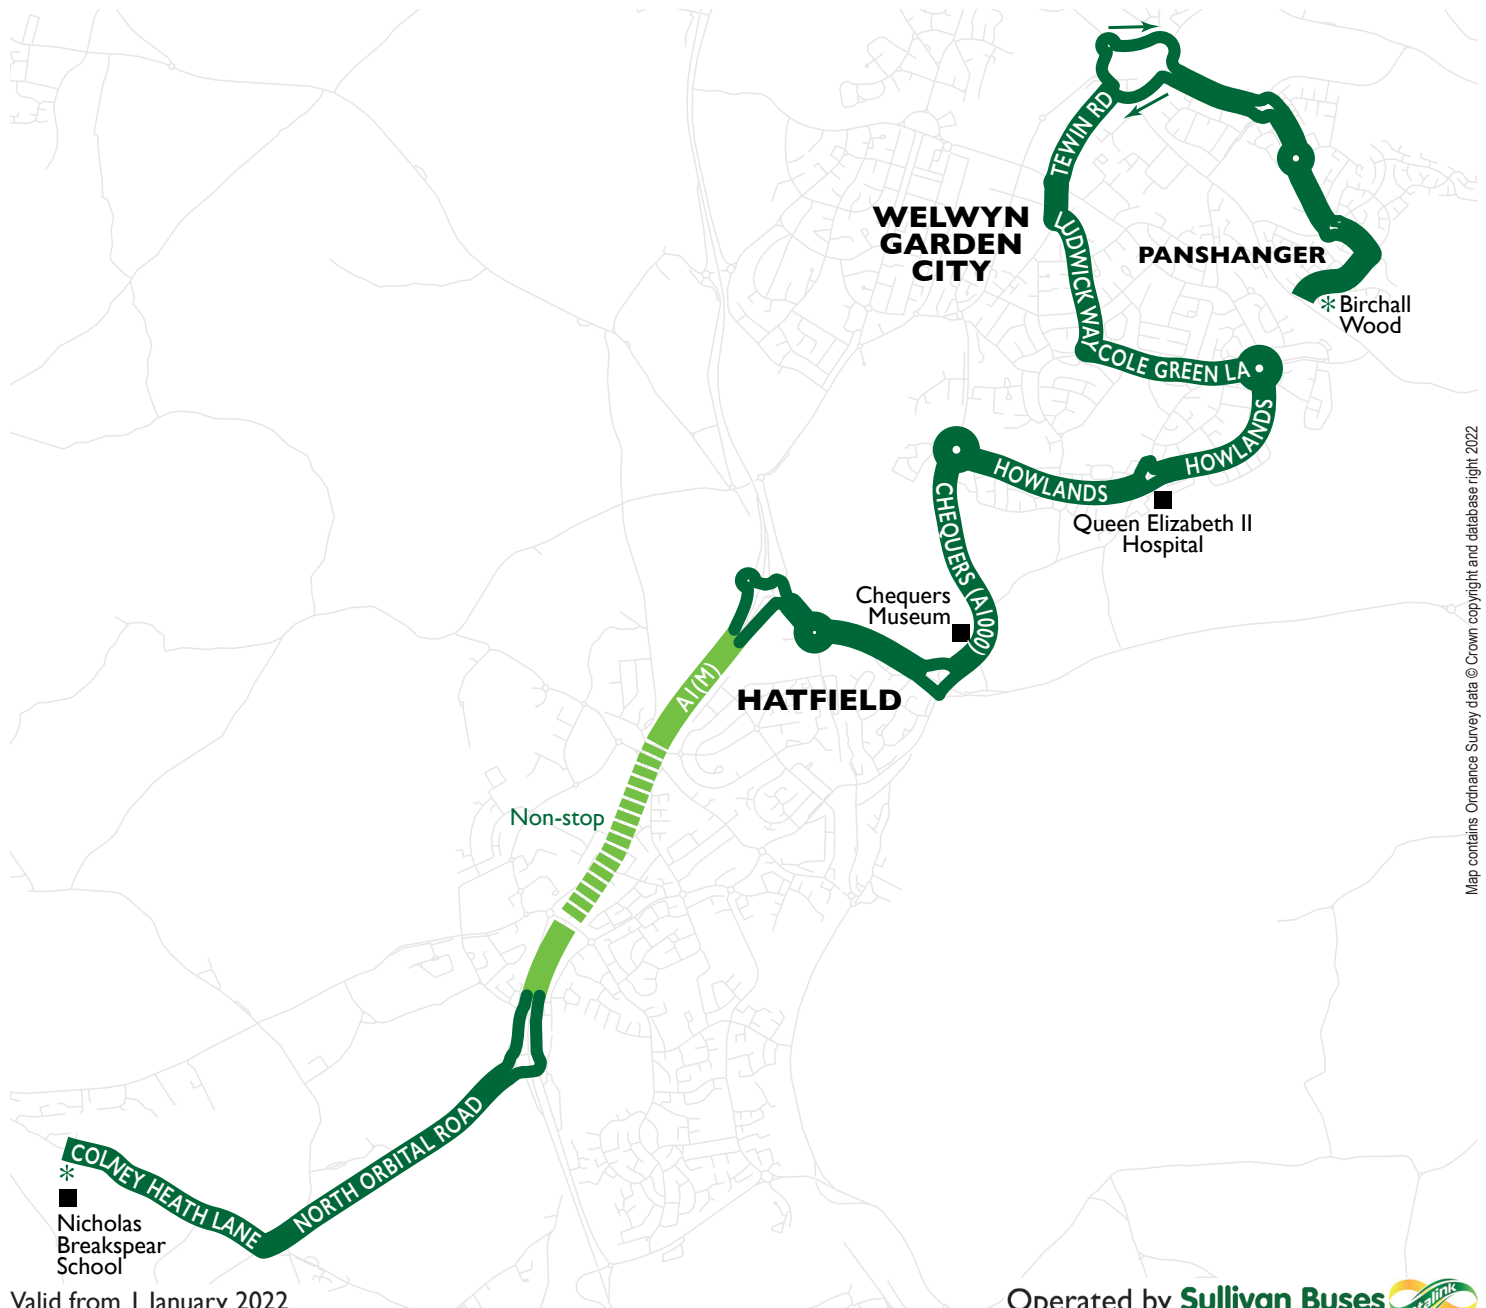 TEWIN RD
WELWYN
GARDEN
CITY
LUDWICK WAY
PANSHANGER
* Birchall
Wood
COLE GREEN LA
HOWLANDS
HOWLANDS
Queen Elizabeth II
Hospital
CHEQUERS (A1000)
Chequers
Museum
HATFIELD
A1(M)
Non-stop
NORTH ORBITAL ROAD
COLNEY HEATH LANE
*
Nicholas
Breakspear
School
Map contains Ordnance Survey data © Crown copyright and database right 2022
Valid from 1 January 2022
Operated by Sullivan Buses